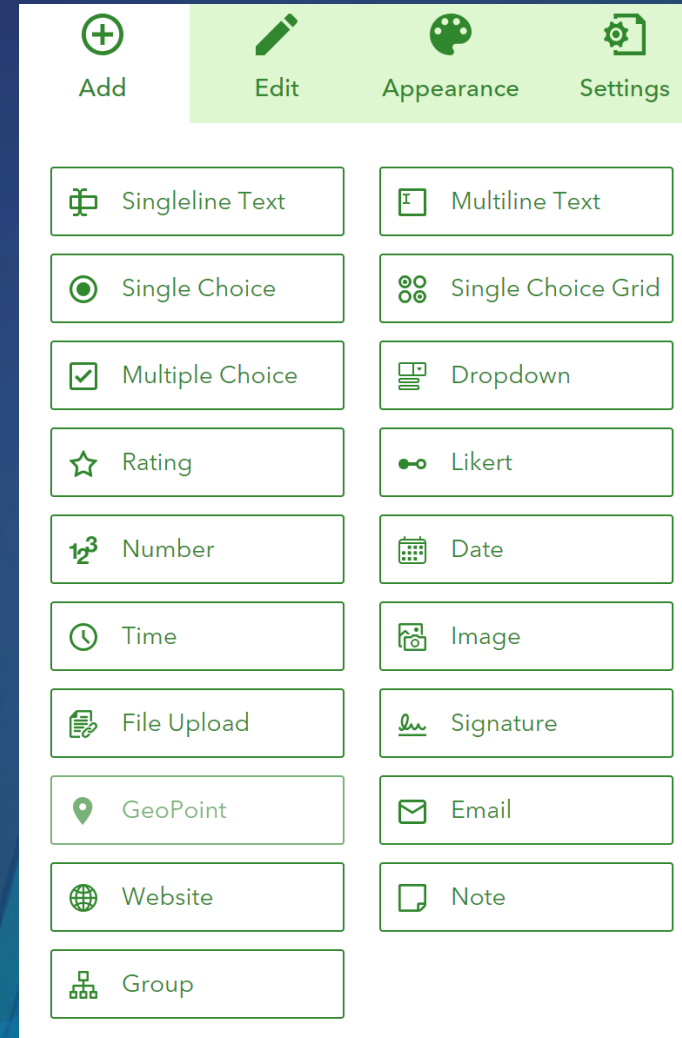 Add Edit Appearance Settings
Singleline Text Multiline Text
Single Choice Single Choice Grid
Multiple Choice Dropdown
Rating Likert
123 Number Date
Time Image
File Upload Signature
GeoPoint Email
Website Note
Group